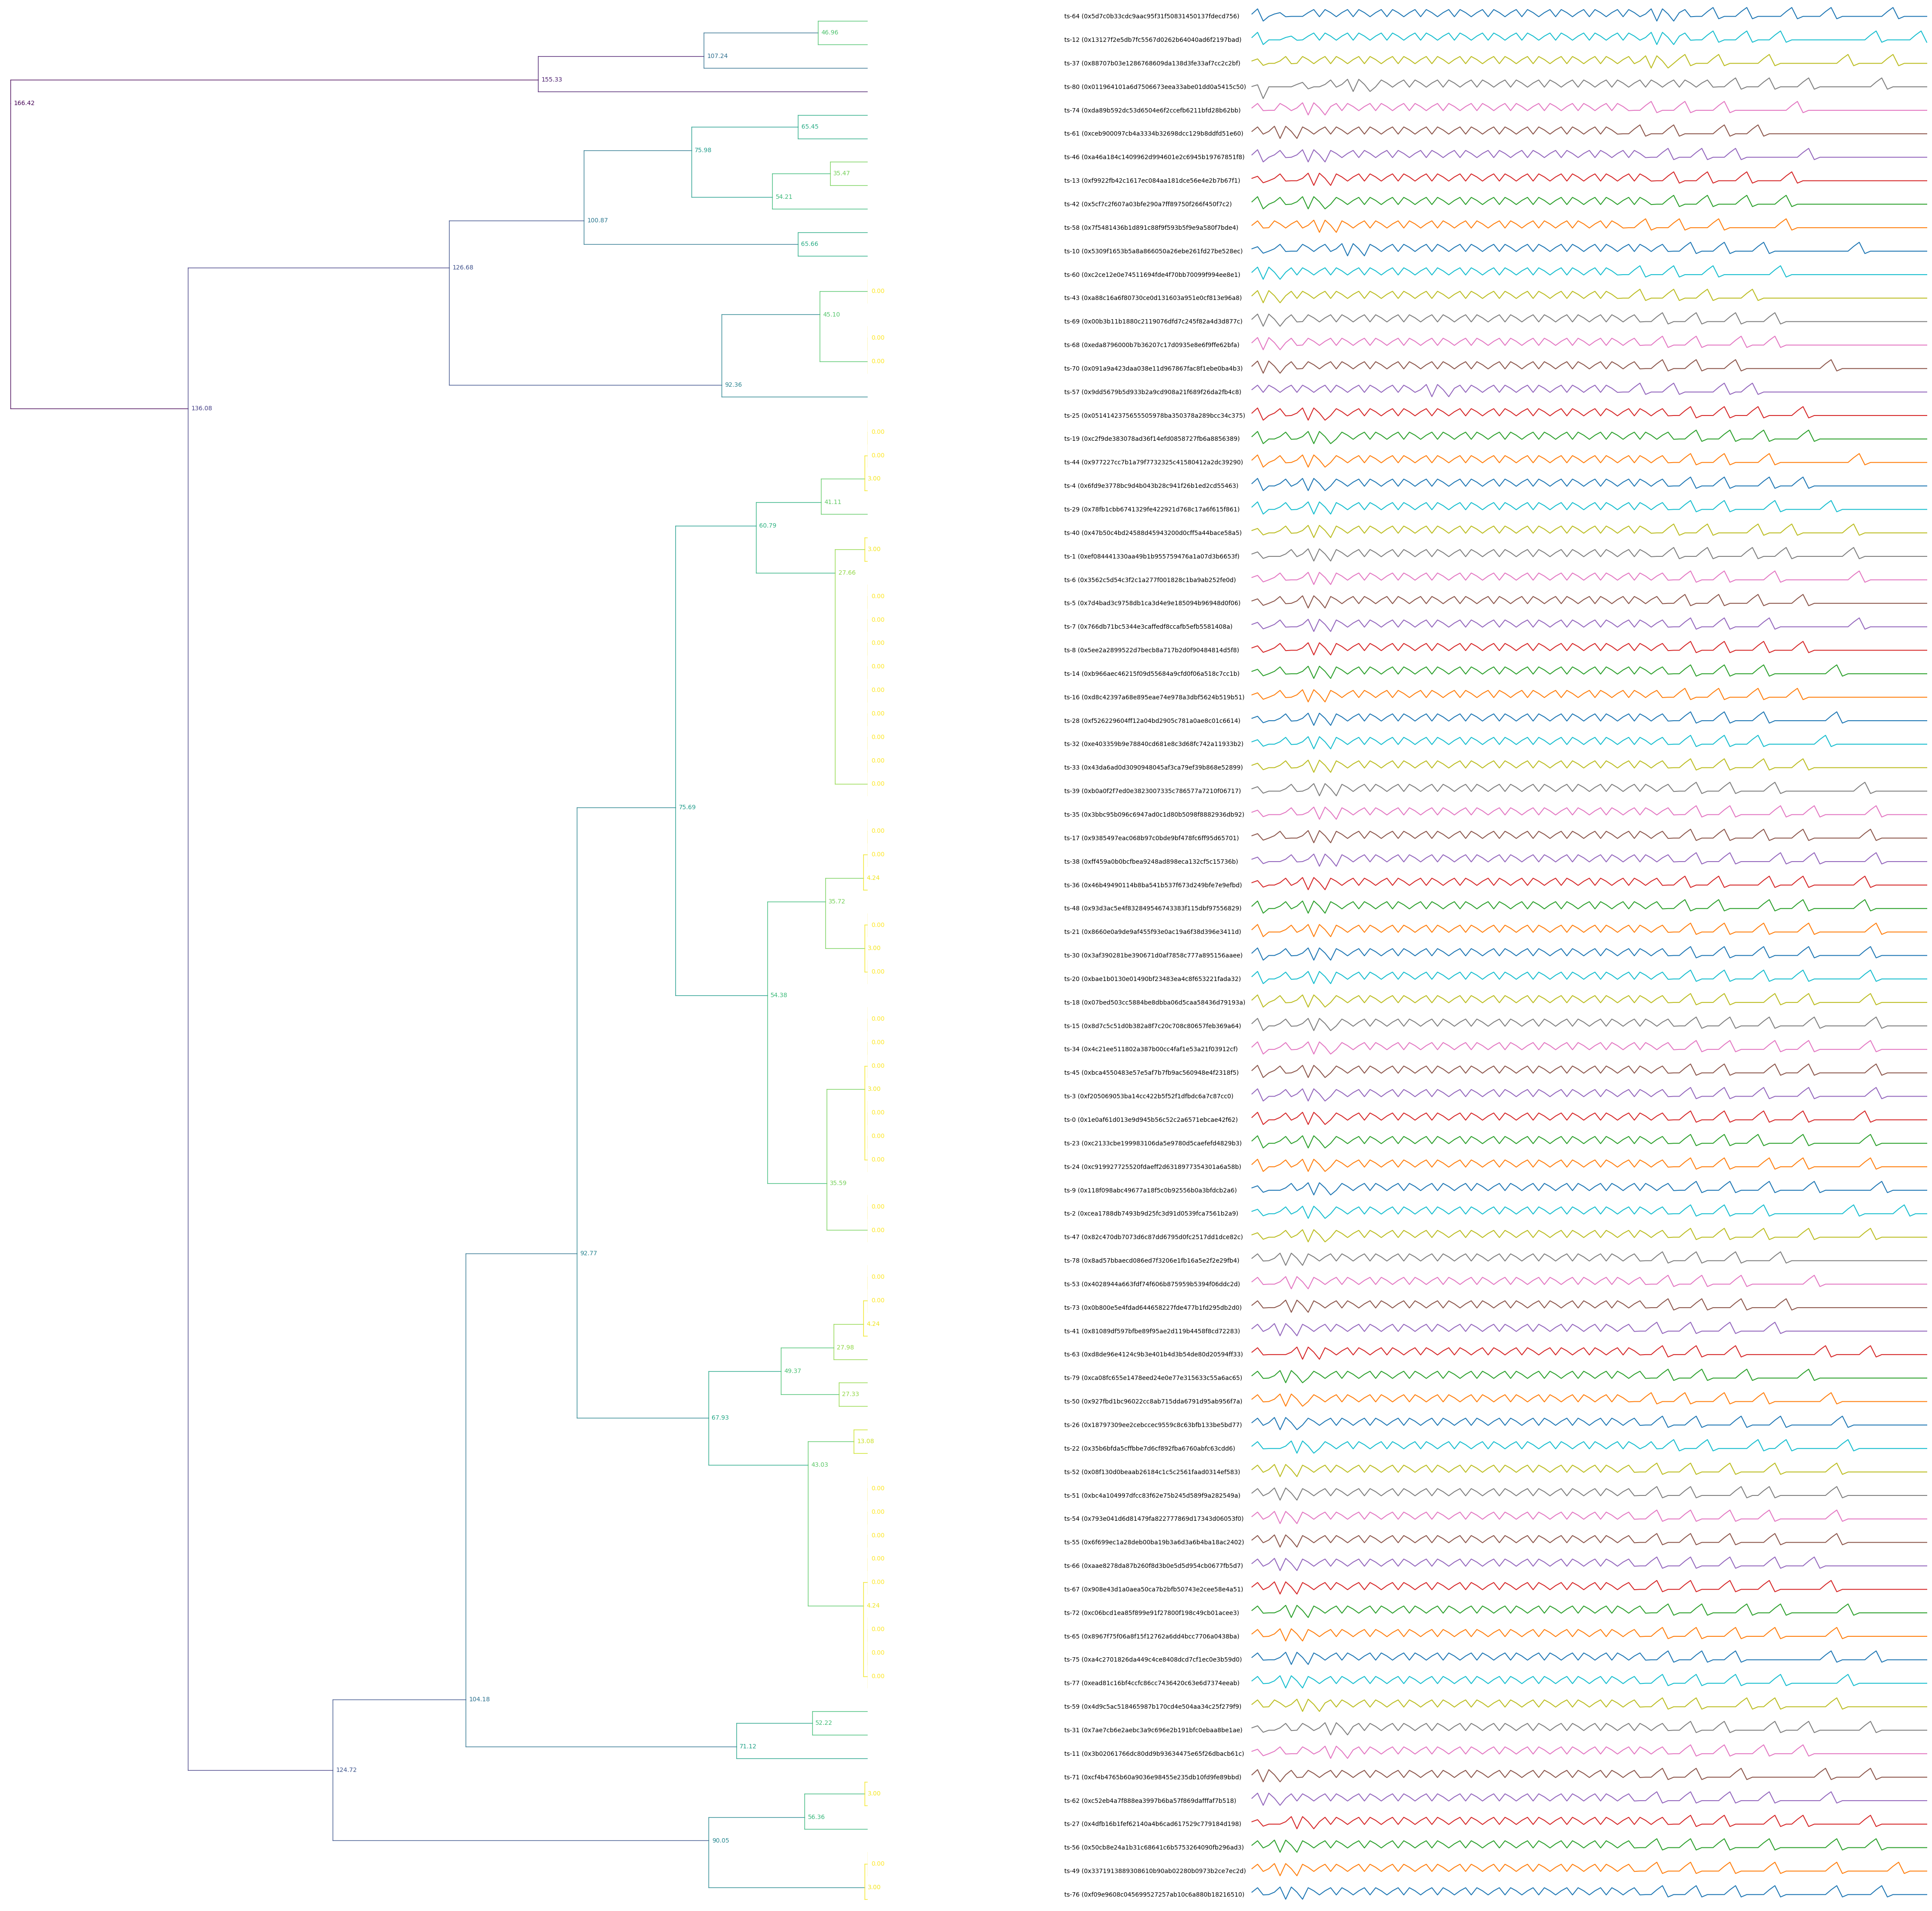 46.96
107.24
155.33
166.42
65.45
75.98
35.47
54.21
100.87
65.66
126.68
0.00
45.10
0.00
0.00
92.36
136.08
0.00
0.00
3.00
41.11
60.79
3.00
27.66
0.00
0.00
0.00
0.00
0.00
0.00
0.00
0.00
0.00
75.69
0.00
0.00
6.24
35.72
0.00
3.00
0.00
54.38
0.00
0.00
0.00
3.00
0.00
0.00
0.00
35.59
0.00
0.00
92.77
0.00
0.00
6.24
27.98
49.37
27.33
67.93
13.08
43.03
0.00
0.00
0.00
0.00
0.00
6.24
0.00
0.00
0.00
104.18
52.22
71.12
124.72
3.00
56.36
90.05
0.00
3.00
ts-64 (0x5d7c0b33cdc9aac95f31f50831450137fdecd756)
ts-12 (0x13127f2e5db7fc5567d0262b64040ad6f2197bad)
ts-37 (0x88707b03e1286768609da138d3fe33af7cc2c2bf)
ts-80 (0x011964101a6d7506673eea33abe01dd0a5415c50)
ts-74 (0xda89b592dc53d6504e6f2ccefb6211bfd28b62bb)
ts-61 (0xceb900097cb4a3334b32698dcc129b8ddfd51e60)
ts-46 (0xa46a184c1409962d994601e2c6945b19767851f8)
ts-13 (0xf9922fb42c1617ec084aa181dce56e4e2b7b67f1)
ts-42 (0x5cf7c2f607a03bfe290a7ff89750f266f450f7c2)
ts-58 (0x7f5481436b1d891c88f9f593b5f9e9a580f7bde4)
ts-10 (0x5309f1653b5a8a866050a26ebe261fd27be528ec)
ts-60 (0xc2ce12e0e74511694fde4f70bb70099f994ee8e1)
ts-43 (0xa88c16a6f80730ce0d131603a951e0cf813e96a8)
ts-69 (0x00b3b11b1880c2119076dfd7c245f82a4d3d877c)
ts-68 (0xeda8796000b7b36207c17d0935e8e6f9ffe62bfa)
ts-70 (0x091a9a423daa038e11d967867fac8f1ebe0ba4b3)
ts-57 (0x9dd5679b5d933b2a9cd908a21f689f26da2fb4c8)
ts-25 (0x0514142375655505978ba350378a289bcc34c375)
ts-19 (0xc2f9de383078ad36f14efd0858727fb6a8856389)
ts-44 (0x977227cc7b1a79f7732325c41580412a2dc39290)
ts-4 (0x6fd9e3778bc9d4b043b28c941f26b1ed2cd55463)
ts-29 (0x78fb1cbb6741329fe422921d768c17a6f615f861)
ts-40 (0x47b50c4bd24588d45943200d0cff5a44bace58a5)
ts-1 (0xef084441330aa49b1b955759476a1a07d3b6653f)
ts-6 (0x3562c5d54c3f2c1a277f001828c1ba9ab252fe0d)
ts-5 (0x7d4bad3c9758db1ca3d4e9e185094b96948d0f06)
ts-7 (0x766db71bc5344e3caffedf8ccafb5efb5581408a)
ts-8 (0x5ee2a2899522d7becb8a717b2d0f90484814d5f8)
ts-14 (0xb966aec46215f09d55684a9cfd0f06a518c7cc1b)
ts-16 (0xd8c42397a68e895eae74e978a3dbf5624b519b51)
ts-28 (0xf526229604ff12a04bd2905c781a0ae8c01c6614)
ts-32 (0xe403359b9e78840cd681e8c3d68fc742a11933b2)
ts-33 (0x43da6ad0d3090948045af3ca79ef39b868e52899)
ts-39 (0xb0a0f2f7ed0e3823007335c786577a7210f06717)
ts-35 (0x3bbc95b096c6947ad0c1d80b5098f8882936db92)
ts-17 (0x9385497eac068b97c0bde9bf478fc6ff95d65701)
ts-38 (0xff459a0b0bcfbea9248ad898eca132cf5c15736b)
ts-36 (0x46b49490114b8ba541b537f673d249bfe7e9efbd)
ts-48 (0x93d3ac5e4f832849546743383f115dbf97556829)
ts-21 (0x8660e0a9de9af455f93e0ac19a6f38d396e3411d)
ts-30 (0x3af390281be390671d0af7858c777a895156aaee)
ts-20 (0xbae1b0130e01490bf23483ea4c8f653221fada32)
ts-18 (0x07bed503cc5884be8dbba06d5caa58436d79193a)
ts-15 (0x8d7c5c51d0b382a8f7c20c708c80657feb369a64)
ts-34 (0x4c21ee511802a387b00cc4faf1e53a21f03912cf)
ts-45 (0xbca4550483e57e5af7b7fb9ac560948e4f2318f5)
ts-3 (0xf205069053ba14cc422b5f52f1dfbdc6a7c87cc0)
ts-0 (0x1e0af61d013e9d945b56c52c2a6571ebcae42f62)
ts-23 (0xc2133cbe199983106da5e9780d5caefefd4829b3)
ts-24 (0xc919927725520fdaeff2d6318977354301a6a58b)
ts-9 (0x118f098abc49677a18f5c0b92556b0a3bfdcb2a6)
ts-2 (0xcea1788db7493b9d25fc3d91d0539fca7561b2a9)
ts-47 (0x82c470db7073d6c87dd6795d0fc2517dd1dce82c)
ts-78 (0x8ad57bbaecd086ed7f3206e1fb16a5e2f2e29fb4)
ts-53 (0x4028944a663fdf74f606b875959b5394f06ddc2d)
ts-73 (0x0b800e5e4fdad644658227fde477b1fd295db2d0)
ts-41 (0x81089df597bfbe89f95ae2d119b4458f8cd72283)
ts-63 (0xd8de96e4124c9b3e401b4d3b54de80d20594ff33)
ts-79 (0xca08fc655e1478eed24e0e77e315633c55a6ac65)
ts-50 (0x927fbd1bc96022cc8ab715dda6791d95ab956f7a)
ts-26 (0x18797309ee2cebccec9559c8c63bfb133be5bd77)
ts-22 (0x35b6bfda5cffbbe7d6cf892fba6760abfc63cdd6)
ts-52 (0x08f130d0beaab26184c1c5c2561faad0314ef583)
ts-51 (0xbc4a104997dfcc83f62e75b245d589f9a282549a)
ts-54 (0x793e041d6d81479fa822777869d17343d06053f0)
ts-55 (0x6f699ec1a28deb00ba19b3a6d3a6b4ba18ac2402)
ts-66 (0xaae8278da87b260f8d3b0e5d5d954cb0677fb5d7)
ts-67 (0x908e43d1a0aea50ca7b2bfb50743e2cee58e4a51)
ts-72 (0xc06bcd1ea85f899e91f27800f198c49cb01acee3)
ts-65 (0x8967f75f06a8f15f12762a6dd4bcc7706a0438ba)
ts-75 (0xa4c2701826da449c4ce8408dcd7cf1ec0e3b59d0)
ts-77 (0xead81c16bf4ccfc86cc7436420c63e6d7374eeab)
ts-59 (0x4d9c5ac518465987b170cd4e504aa34c25f279f9)
ts-31 (0x7ae7cb6e2aebc3a9c696e2b191bfc0ebaa8be1ae)
ts-11 (0x3b02061766dc80dd9b93634475e65f26dbacb61c)
ts-71 (0xcf4b4765b60a9036e98455e235db10fd9fe89bbd)
ts-62 (0xc52eb4a7f888ea3997b6ba57f869dafffaf7b518)
ts-27 (0x4dfb16b1fef62140a4b6cad617529c779184d198)
ts-56 (0x50cb8e24a1b31c68641c6b5753264090fb296ad3)
ts-49 (0x3371913889308610b90ab02280b0973b2ce7ec2d)
ts-76 (0xf09e9608c045699527257ab10c6a880b18216510)